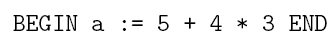 BEGIN a := 5 + 4 * 3 END